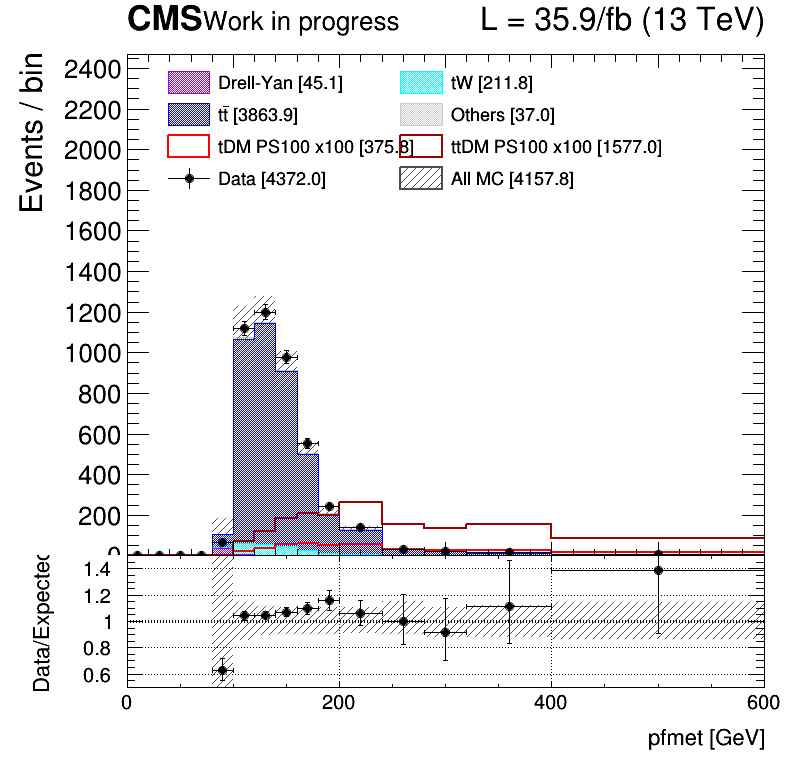 CMS Work in progress L = 35.9/fb (13 TeV)
Events / bin
2400
2200
2000
1800
1600
1400
1200
1000
800
600
400
200
0
Drell-Yan [45.1] tW [211.8]
tt̄ [3863.9] Others [37.0]
tDM PS100 x100 [375.8] ttDM PS100 x100 [1577.0]
Data [4372.0] All MC [4157.8]
Data/Expected
1.4
1.2
1
0.8
0.6
0 200 400 600
pfmet [GeV]